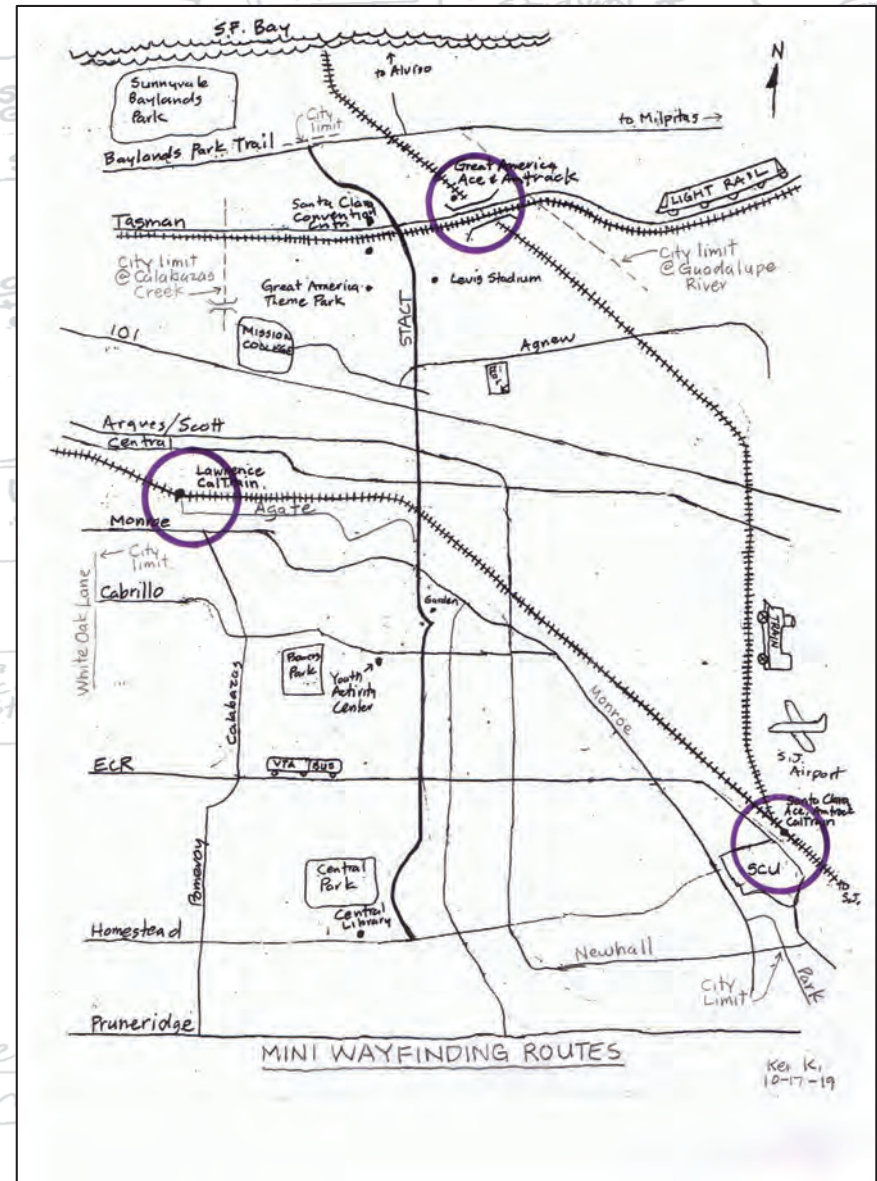 S.F. Bay
N
to Alviso
Sunnyvale
Baylands
Park
City
limit
to Milpitas
Baylands Park Trail
Great America
Ace & Amtrack
LIGHT RAIL
Santa Clara
Convention
Cntr.
Tasman
City limit
@ Calabazas
Creek
City limit
@ Guadalupe
River
Great America
Theme Park
Levis Stadium
STACT
101
MISSION
COLLEGE
Agnew
Arques/Scott
Central
Lawrence
CalTrain
Agate
Monroe
City
limit
White Oak Lane
Cabrillo
Garden
TRAIN
Youth
Activity
Center
Park
Calabazas
Monroe
ECR
VTA BUS
S.J.
Airport
Santa Clara
Ace, Amtrack
CalTrain
SCU
to
S.J.
Pomeroy
Central
Park
Central
Library
Homestead
Newhall
City
Limit
Park
Pruneridge
MINI WAYFINDING ROUTES
Ken K.
10-17-19